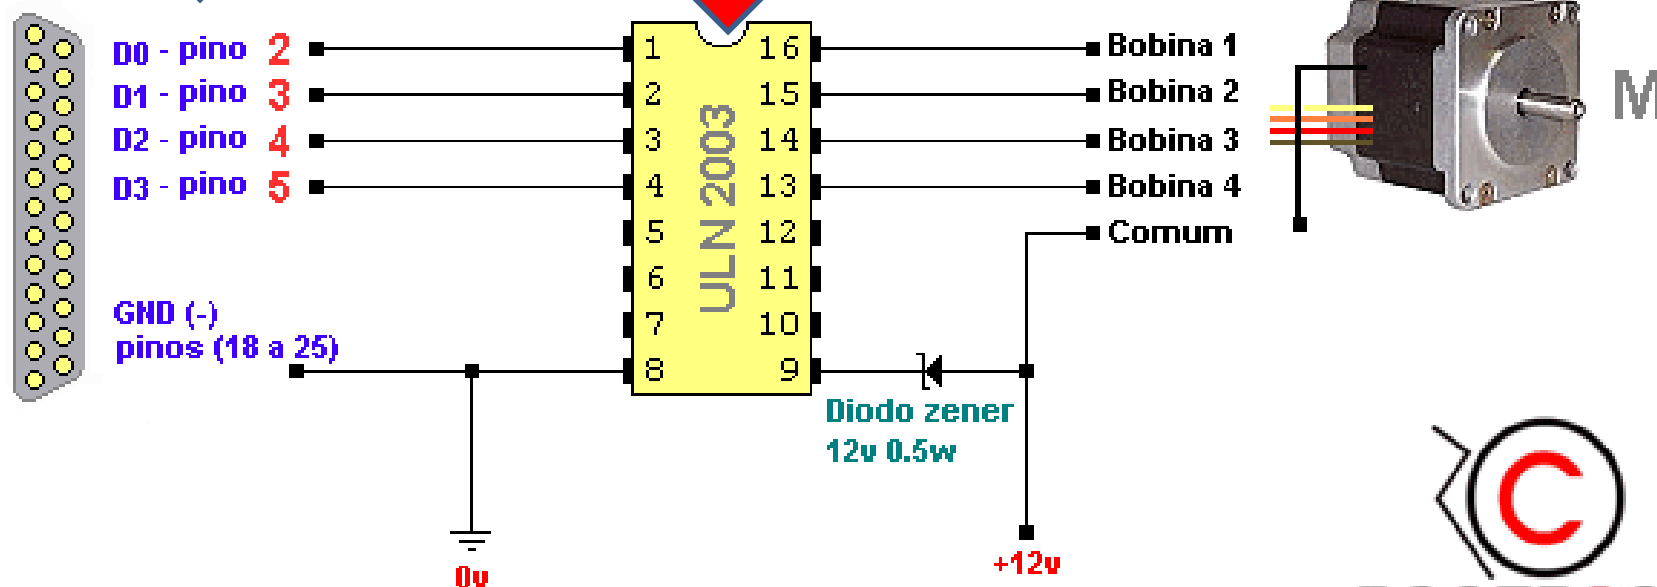 D0 - pino 2
D1 - pino 3
D2 - pino 4
D3 - pino 5
GND (-)
pinos (18 a 25)
0v
1 16
2 15
3 14
4 13
5 12
6 11
7 10
8 9
ULN 2003
Bobina 1
Bobina 2
Bobina 3
Bobina 4
Comum
Diodo zener
12v 0.5w
+12v
M
C